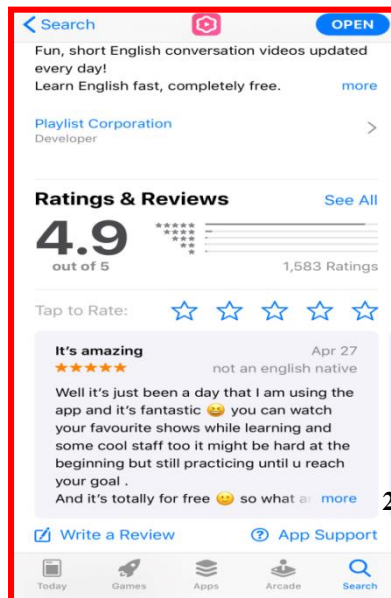 Search
OPEN
Fun, short English conversation videos updated
every day!
Learn English fast, completely free. more
Playlist Corporation
Developer
Ratings & Reviews See All
4.9
out of 5
1,583 Ratings
Tap to Rate:
It's amazing Apr 27
not an english native
Well it's just been a day that I am using the
app and it's fantastic 😆 you can watch
your favourite shows while learning and
some cool staff too it might be hard at the
beginning but still practicing until u reach
your goal .
And it's totally for free 😀 so what a more
2
Write a Review App Support
Today Games Apps Arcade Search